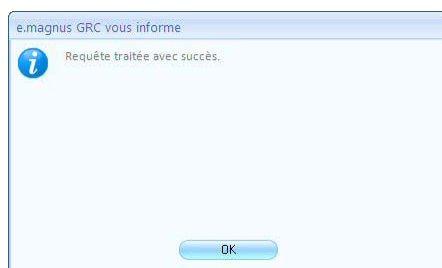 e.magnus GRC vous informe
Requête traitée avec succès.
OK